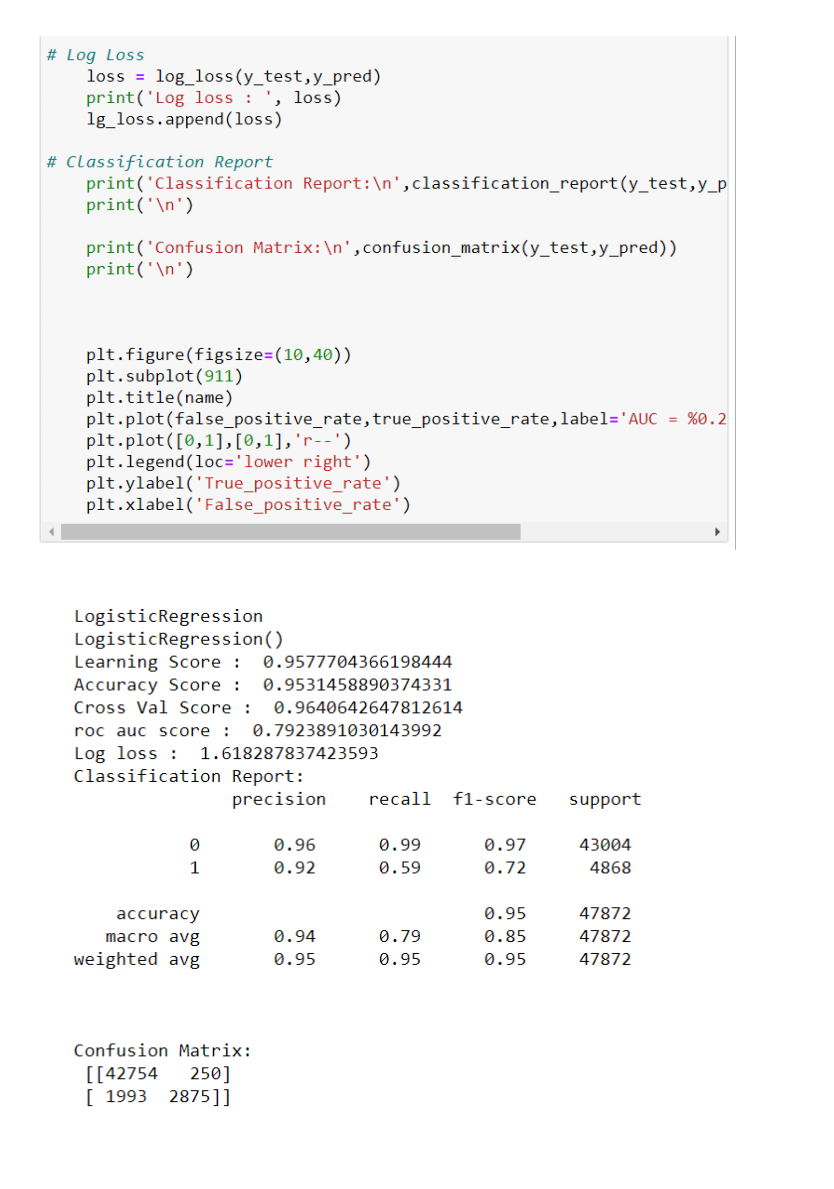 # Log Loss
loss = log_loss(y_test,y_pred)
print('Log loss : ', loss)
lg_loss.append(loss)
# Classification Report
print('Classification Report:\n',classification_report(y_test,y_p
print('\n')
print('Confusion Matrix:\n',confusion_matrix(y_test,y_pred))
print('\n')
plt.figure(figsize=(10,40))
plt.subplot(911)
plt.title(name)
plt.plot(false_positive_rate,true_positive_rate,label='AUC = %0.2
plt.plot([0,1],[0,1],'r--')
plt.legend(loc='lower right')
plt.ylabel('True_positive_rate')
plt.xlabel('False_positive_rate')
LogisticRegression
LogisticRegression()
Learning Score :  0.9577704366198444
Accuracy Score :  0.9531458890374331
Cross Val Score :  0.9640642647812614
roc auc score :  0.7923891030143992
Log loss :  1.618287837423593
Classification Report:
precision    recall  f1-score   support
0       0.96      0.99      0.97     43004
1       0.92      0.59      0.72      4868
accuracy                           0.95     47872
macro avg       0.94      0.79      0.85     47872
weighted avg       0.95      0.95      0.95     47872
Confusion Matrix:
[[42754   250]
[ 1993  2875]]